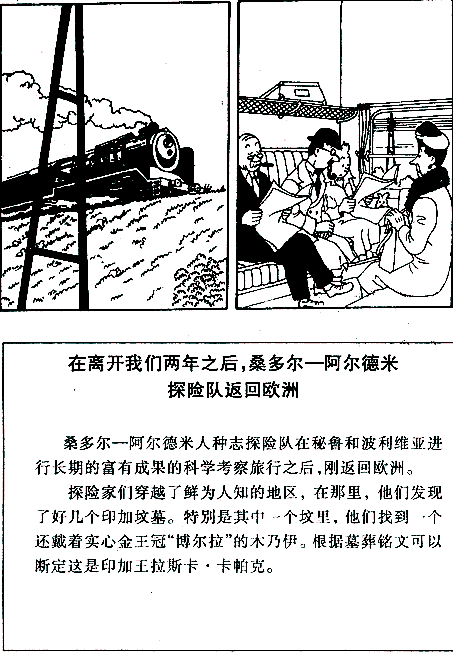 在离开我们两年之后，桑多尔—阿尔德米
探险队返回欧洲
桑多尔—阿尔德米人种志探险队在秘鲁和波利维亚进
行长期的富有成果的科学考察旅行之后，刚返回欧洲。
探险家们穿越了鲜为人知的地区，在那里，他们发现
了好几个印加坟墓。特别是其中一个坟里，他们找到一个
还戴着实心金王冠“博尔拉”的木乃伊。根据墓葬铭文可以
断定这是印加王拉斯卡·卡帕克。